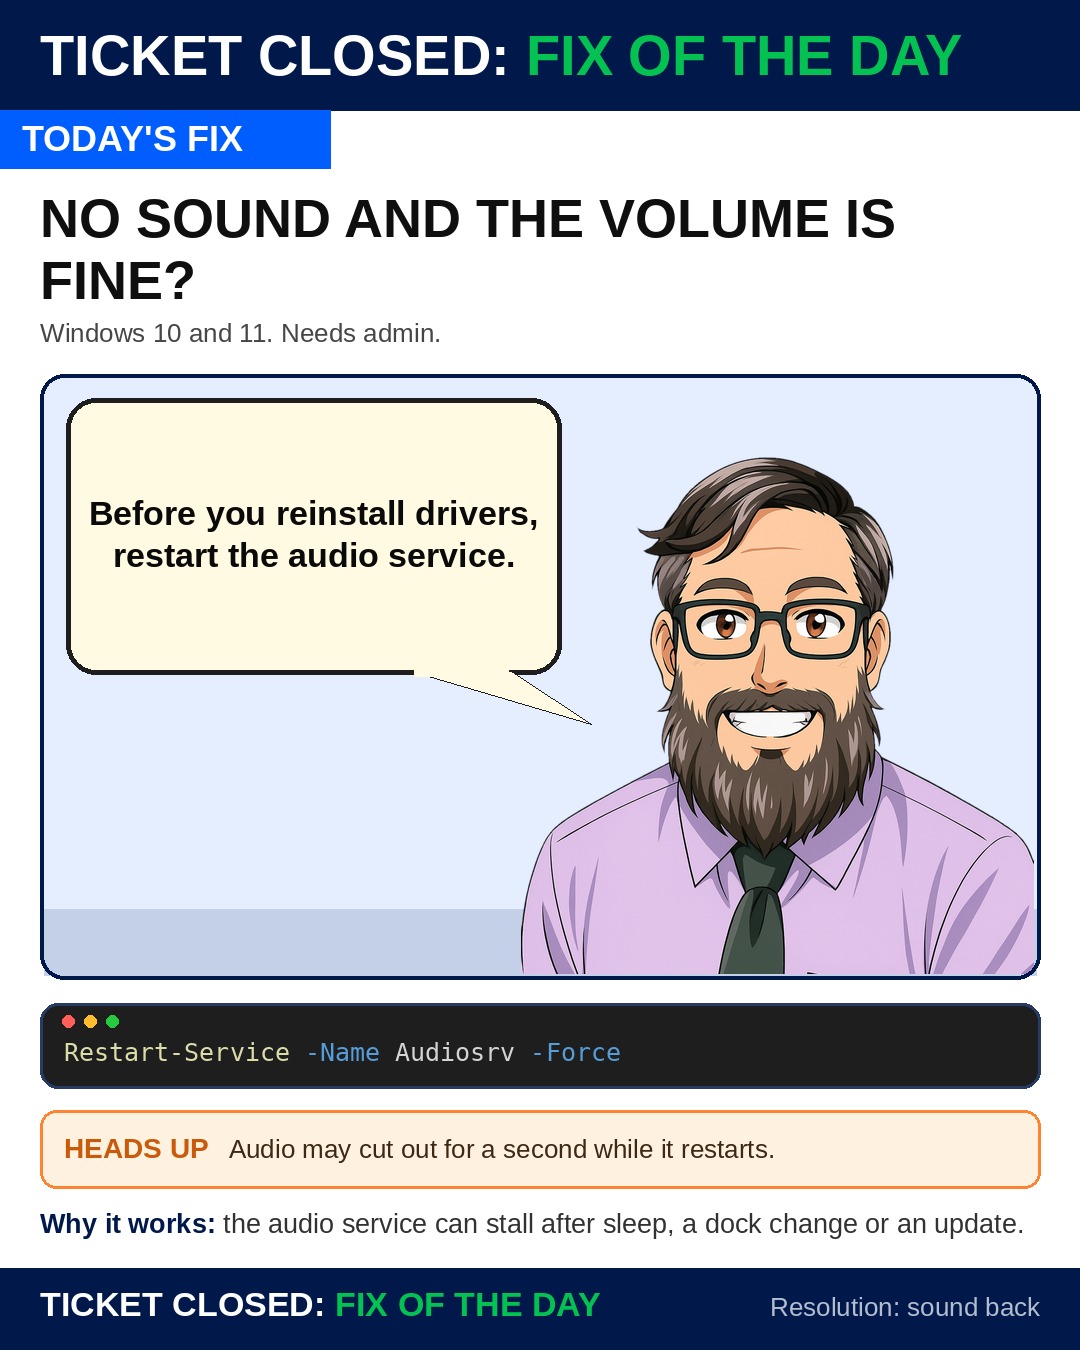 TICKET CLOSED: FIX OF THE DAY
TODAY'S FIX
NO SOUND AND THE VOLUME IS
FINE?
Windows 10 and 11. Needs admin.
Before you reinstall drivers,
restart the audio service.
Restart-Service -Name Audiosrv -Force
HEADS UP Audio may cut out for a second while it restarts.
Why it works: the audio service can stall after sleep, a dock change or an update.
TICKET CLOSED: FIX OF THE DAY
Resolution: sound back